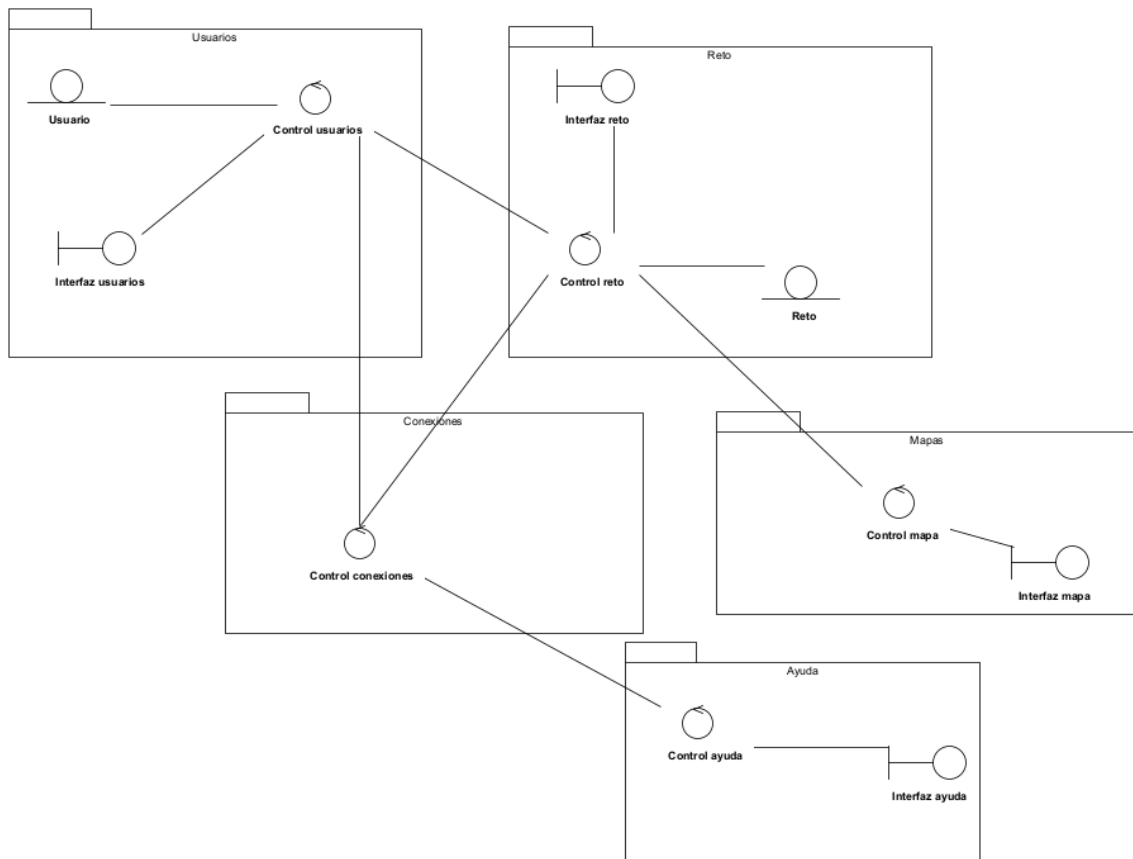 Usuarios
Usuario
Control usuarios
Interfaz usuarios
Reto
Interfaz reto
Control reto
Reto
Conexiones
Control conexiones
Mapas
Control mapa
Interfaz mapa
Ayuda
Control ayuda
Interfaz ayuda